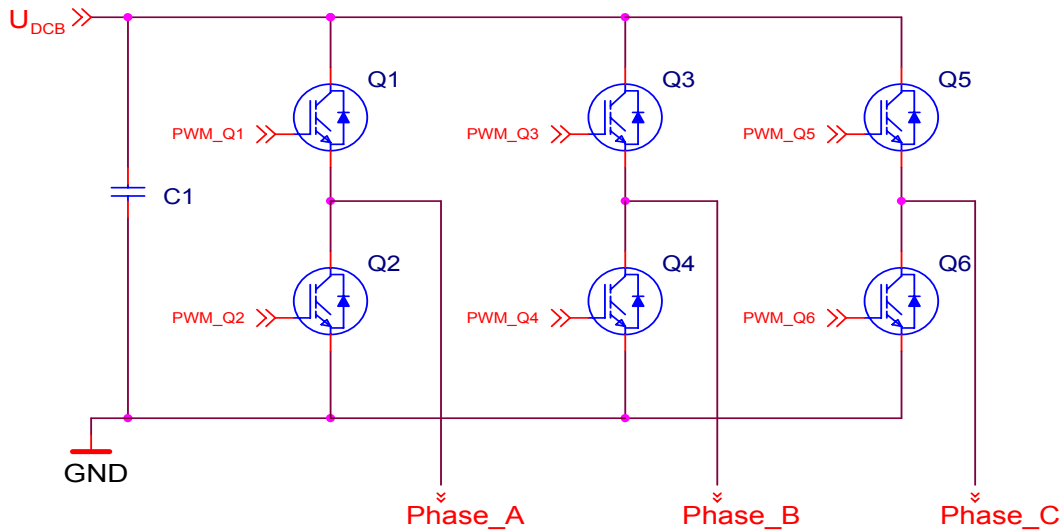 U_DCB
Q1
Q3
Q5
PWM_Q1
PWM_Q3
PWM_Q5
C1
Q2
Q4
Q6
PWM_Q2
PWM_Q4
PWM_Q6
GND
Phase_A
Phase_B
Phase_C